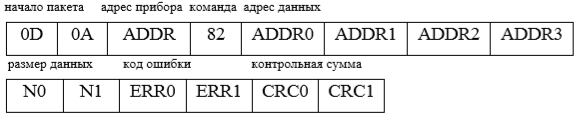 начало пакета адрес прибора команда адрес данных
0D 0A ADDR 82 ADDR0 ADDR1 ADDR2 ADDR3
размер данных код ошибки контрольная сумма
N0 N1 ERR0 ERR1 CRC0 CRC1